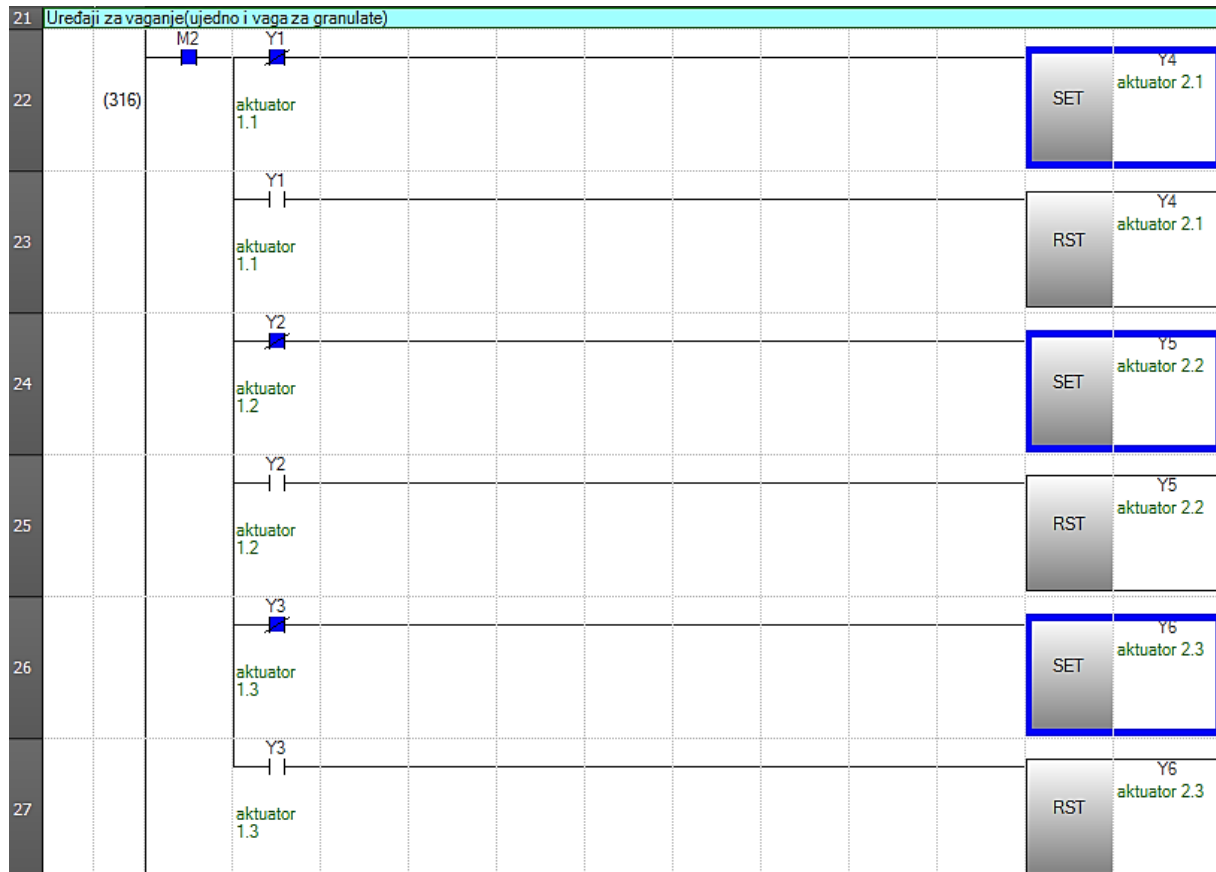 21 Uređaji za vaganje(ujedno i vaga za granulate)
M2 Y1 Y4
22 (316) aktuator 1.1 SET aktuator 2.1
Y1 Y4
23 aktuator 1.1 RST aktuator 2.1
Y2 Y5
24 aktuator 1.2 SET aktuator 2.2
Y2 Y5
25 aktuator 1.2 RST aktuator 2.2
Y3 Y6
26 aktuator 1.3 SET aktuator 2.3
Y3 Y6
27 aktuator 1.3 RST aktuator 2.3